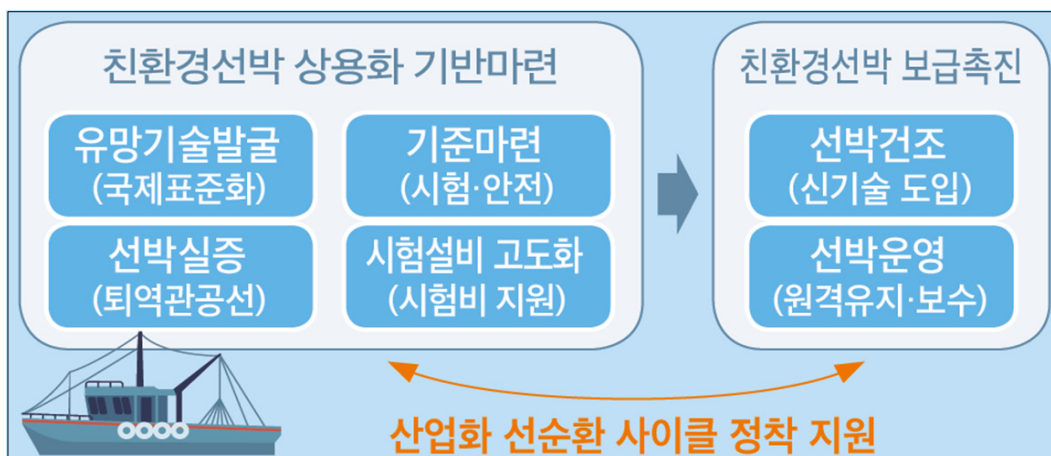 친환경선박 상용화 기반마련
유망기술발굴
(국제표준화)
기준마련
(시험·안전)
선박실증
(퇴역관공선)
시험설비 고도화
(시험비 지원)
친환경선박 보급촉진
선박건조
(신기술 도입)
선박운영
(원격유지·보수)
산업화 선순환 사이클 정착 지원